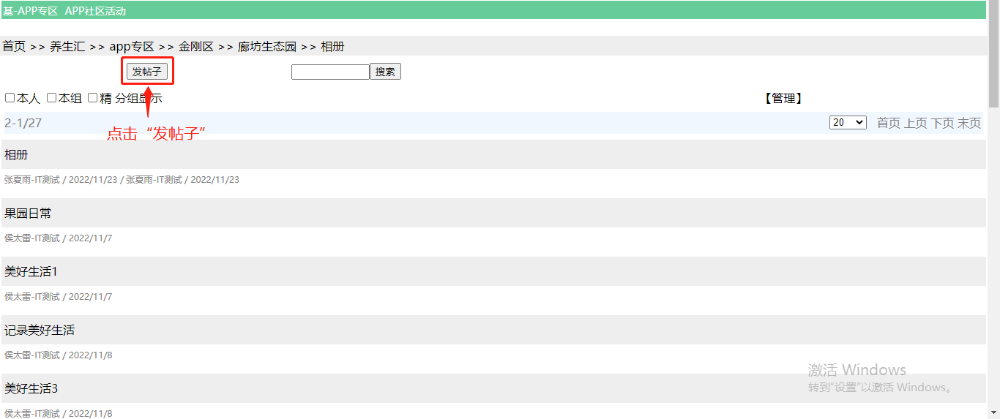 基-APP专区 APP社区活动
首页 >> 养生汇 >> app专区 >> 金刚区 >> 廊坊生态园 >> 相册
发帖子 搜索
本人 本组 精 分组显示 【管理】
2-1/27 20 首页 上页 下页 末页
点击“发帖子”
相册
张夏雨-IT测试 / 2022/11/23 / 张夏雨-IT测试 / 2022/11/23
果园日常
侯太雷-IT测试 / 2022/11/7
美好生活1
侯太雷-IT测试 / 2022/11/7
记录美好生活
侯太雷-IT测试 / 2022/11/8
激活 Windows
转到“设置”以激活 Windows。
美好生活3
侯太雷-IT测试 / 2022/11/8